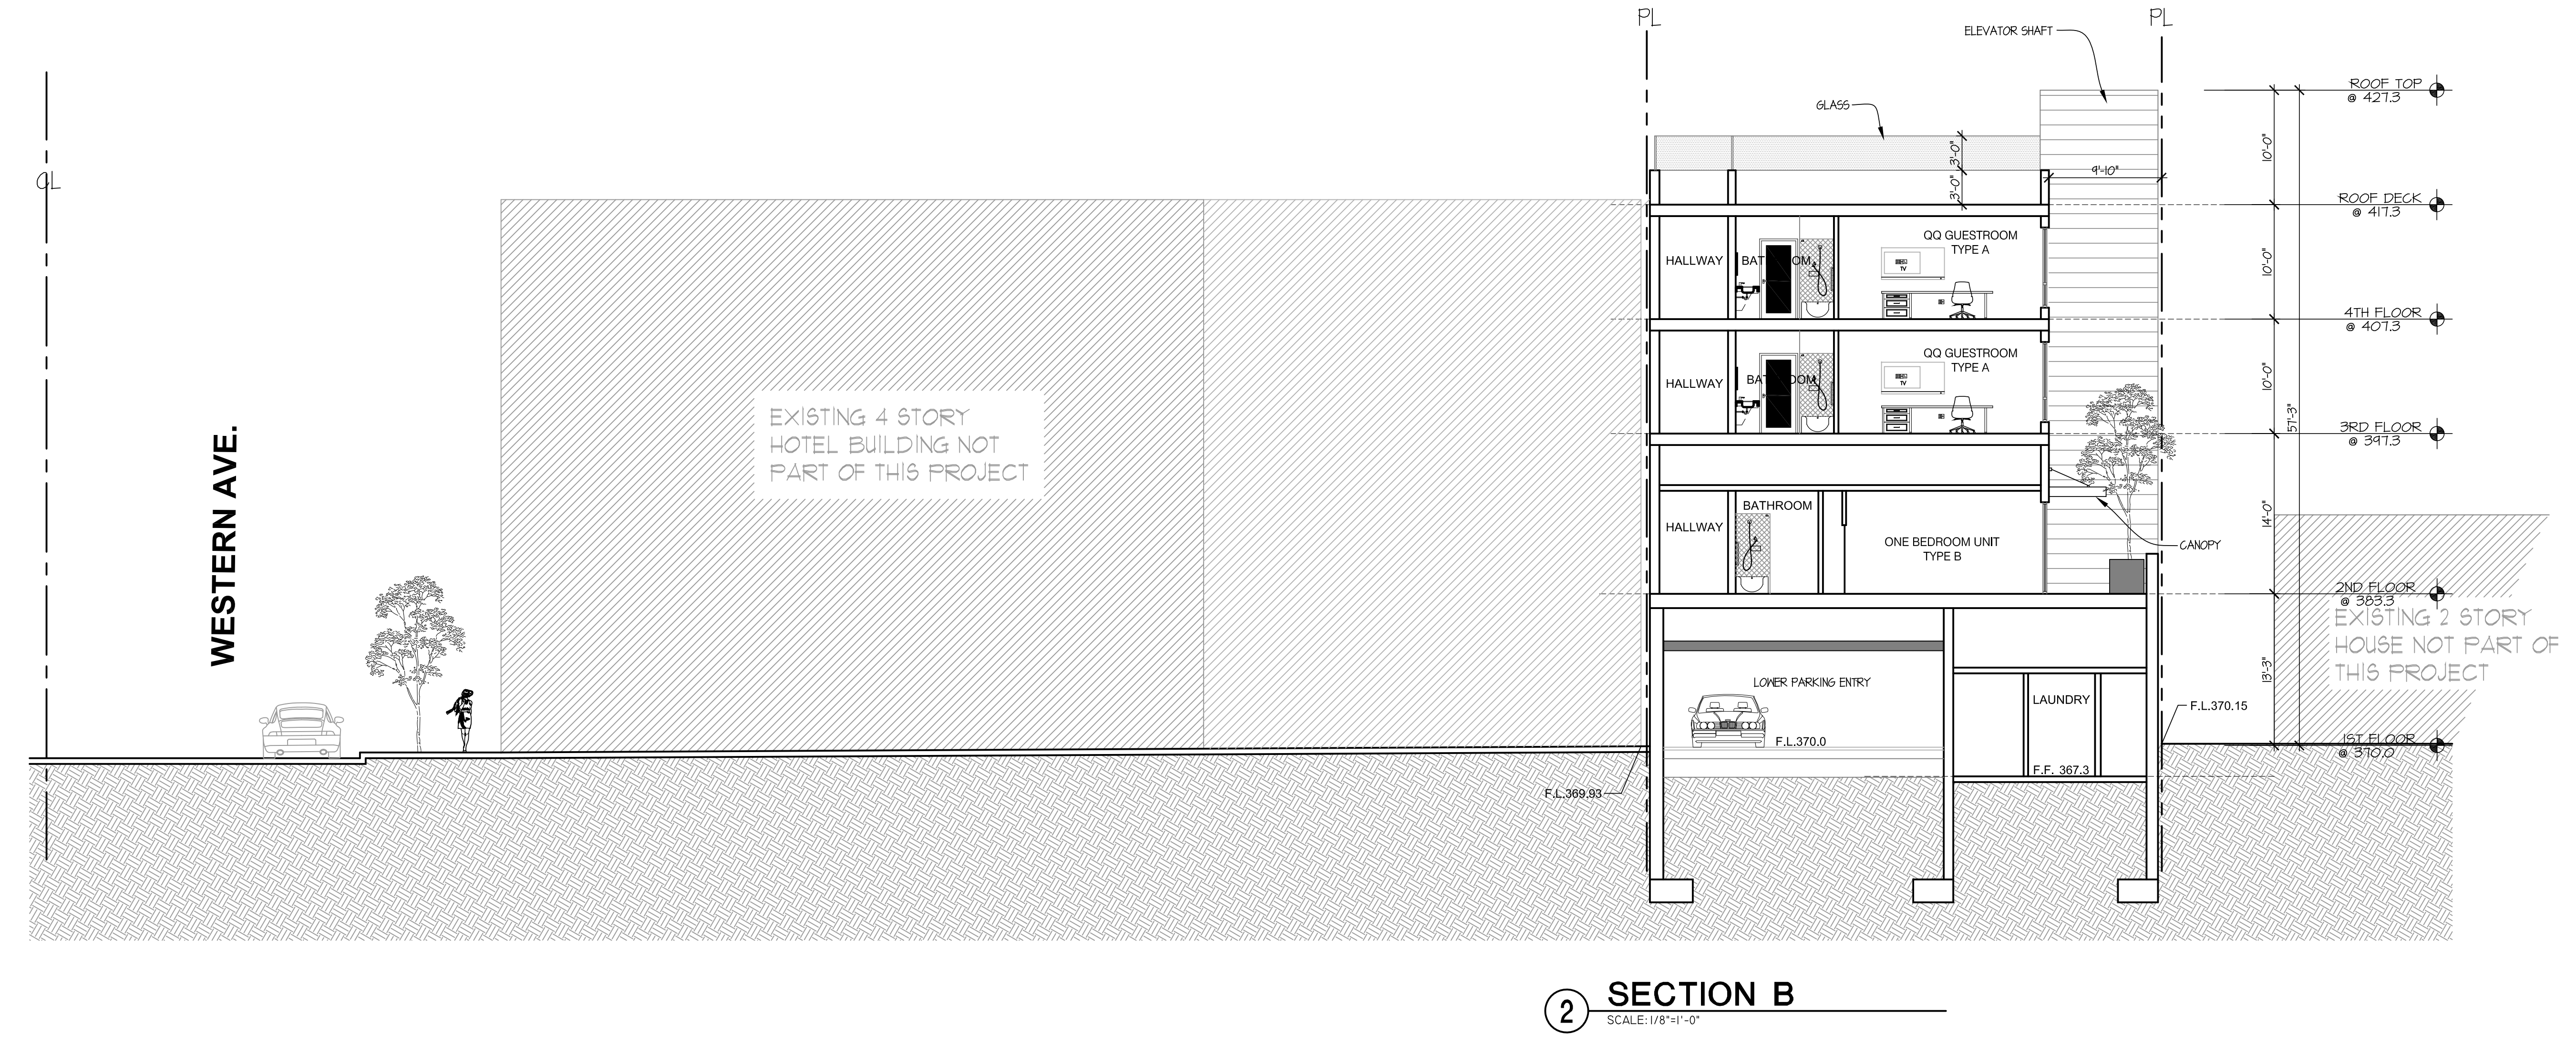 PL
PL
ELEVATOR SHAFT
GLASS
ROOF TOP
@ 427.3
10'-0"
3'-0"
3'-0"
9'-10"
CL
ROOF DECK
@ 417.3
10'-0"
HALLWAY
BATHROOM
QQ GUESTROOM
TYPE A
TV
4TH FLOOR
@ 407.3
10'-0"
HALLWAY
BATHROOM
QQ GUESTROOM
TYPE A
TV
57'-3"
3RD FLOOR
@ 397.3
WESTERN AVE.
EXISTING 4 STORY
HOTEL BUILDING NOT
PART OF THIS PROJECT
14'-0"
HALLWAY
BATHROOM
ONE BEDROOM UNIT
TYPE B
CANOPY
2ND FLOOR
@ 383.3
EXISTING 2 STORY
HOUSE NOT PART OF
THIS PROJECT
13'-3"
LOWER PARKING ENTRY
LAUNDRY
F.L.370.15
F.L.370.0
1ST FLOOR
@ 370.0
F.F. 367.3
F.L.369.93
2
SECTION B
SCALE:1/8"=1'-0"